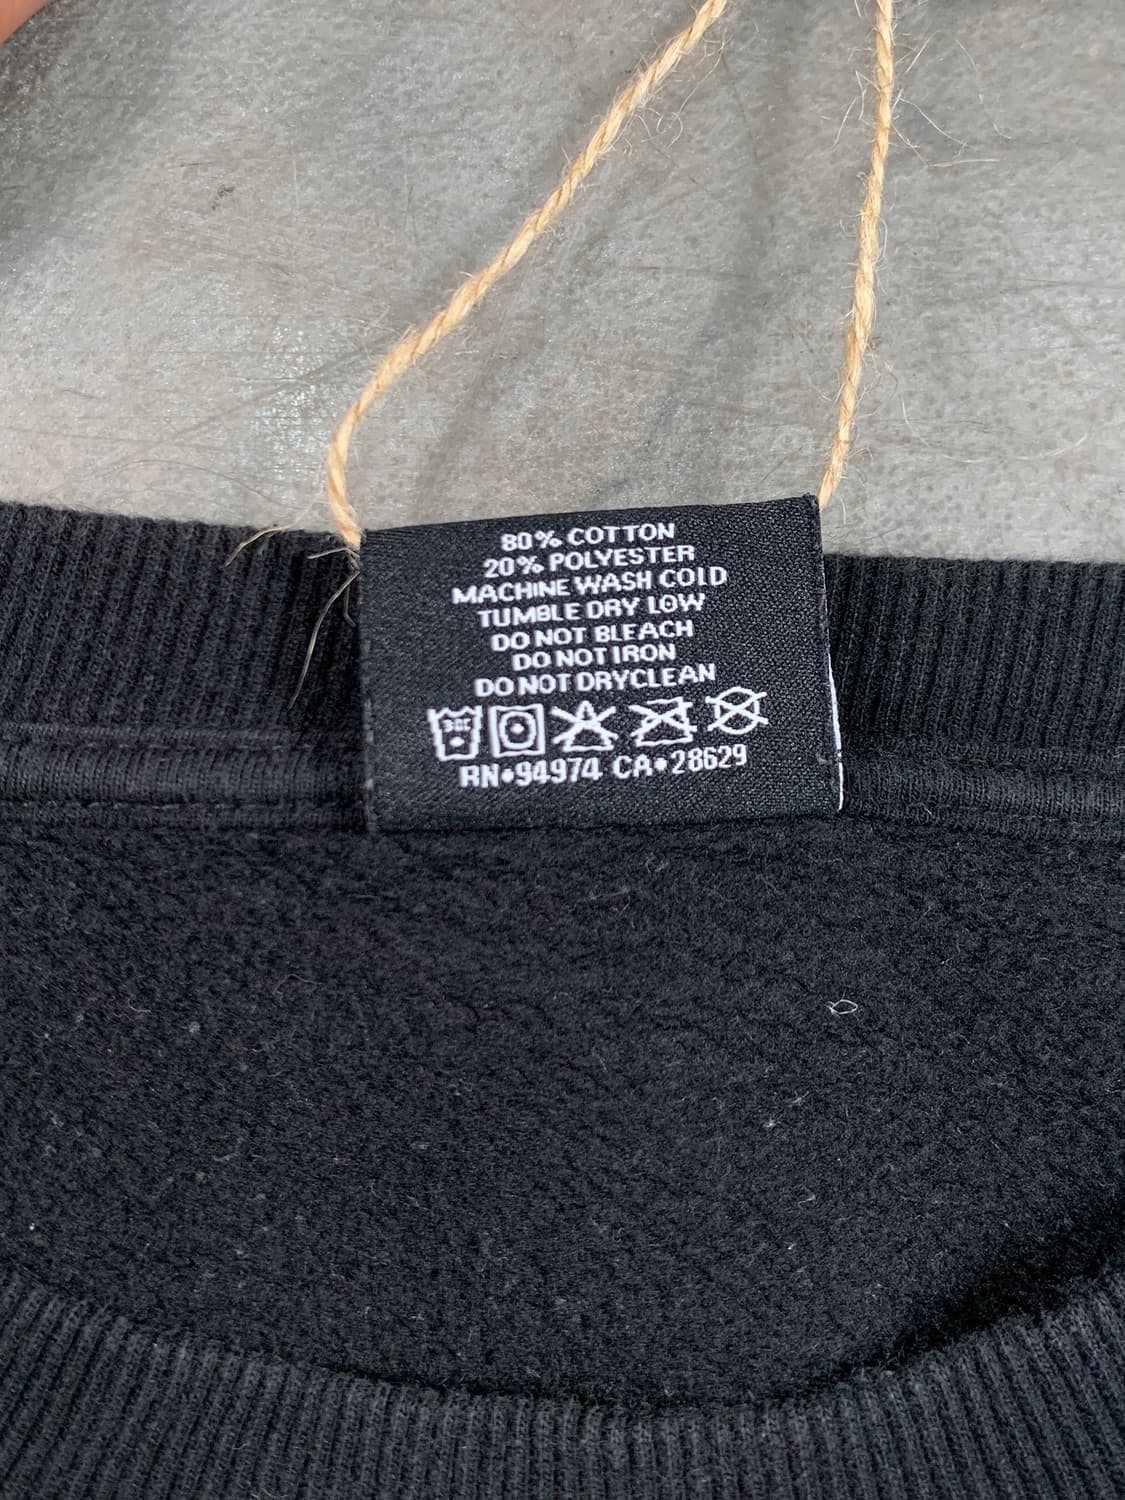 80% COTTON
20% POLYESTER
MACHINE WASH COLD
TUMBLE DRY LOW
DO NOT BLEACH
DO NOT IRON
DO NOT DRYCLEAN
30C
RN•94974 CA•28629